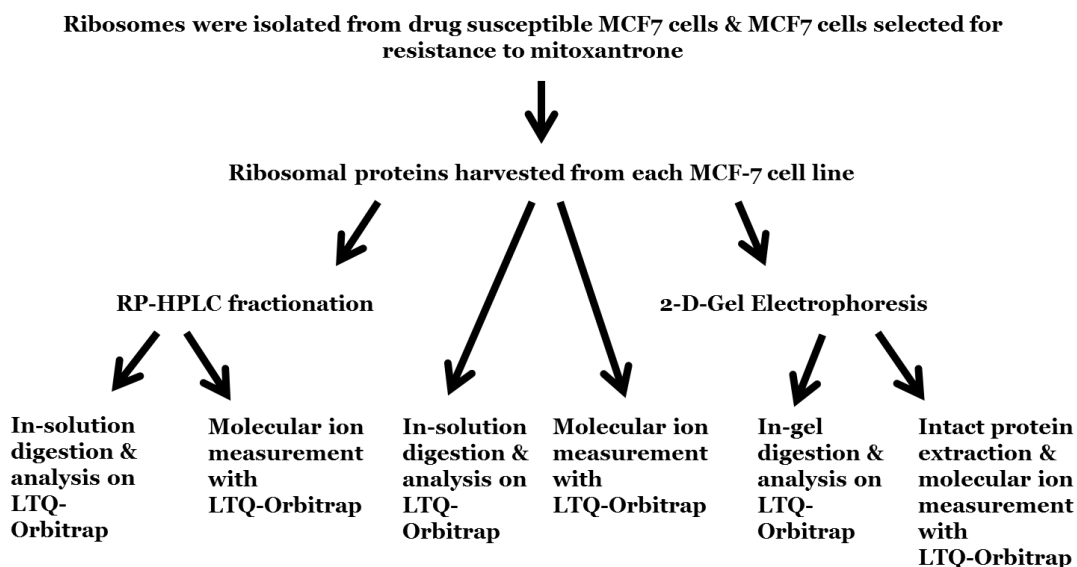 Ribosomes were isolated from drug susceptible MCF7 cells & MCF7 cells selected for
resistance to mitoxantrone
Ribosomal proteins harvested from each MCF-7 cell line
RP-HPLC fractionation
2-D-Gel Electrophoresis
In-solution
digestion &
analysis on
LTQ-
Orbitrap
Molecular ion
measurement
with
LTQ-Orbitrap
In-solution
digestion &
analysis on
LTQ-
Orbitrap
Molecular ion
measurement
with
LTQ-Orbitrap
In-gel
digestion &
analysis on
LTQ-
Orbitrap
Intact protein
extraction &
molecular ion
measurement
with
LTQ-Orbitrap